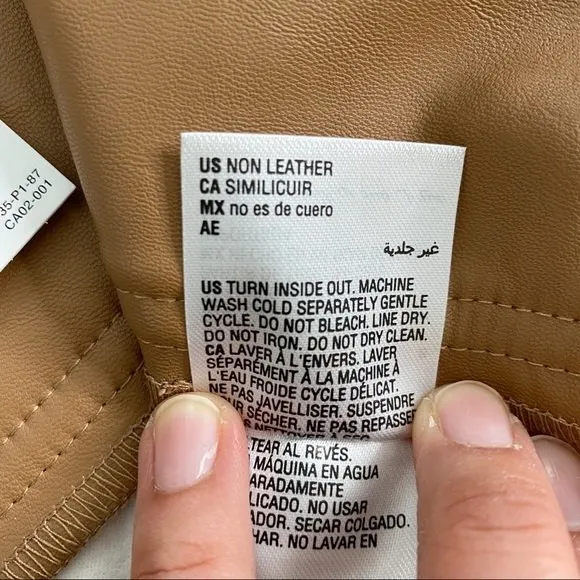 35-P1-87
CA02-001
US NON LEATHER
CA SIMILICUIR
MX no es de cuero
AE
غير جلدية
US TURN INSIDE OUT. MACHINE
WASH COLD SEPARATELY GENTLE
CYCLE. DO NOT BLEACH. LINE DRY.
DO NOT IRON. DO NOT DRY CLEAN.
CA LAVER À L'ENVERS. LAVER
SÉPARÉMENT À LA MACHINE À
L'EAU FROIDE CYCLE DÉLICAT.
NE PAS JAVELLISER. SUSPENDRE
SÉCHER. NE PAS REPASSER
TEAR AL REVÉS.
MÁQUINA EN AGUA
ARADAMENTE
LICADO. NO USAR
ADOR. SECAR COLGADO.
HAR. NO LAVAR EN